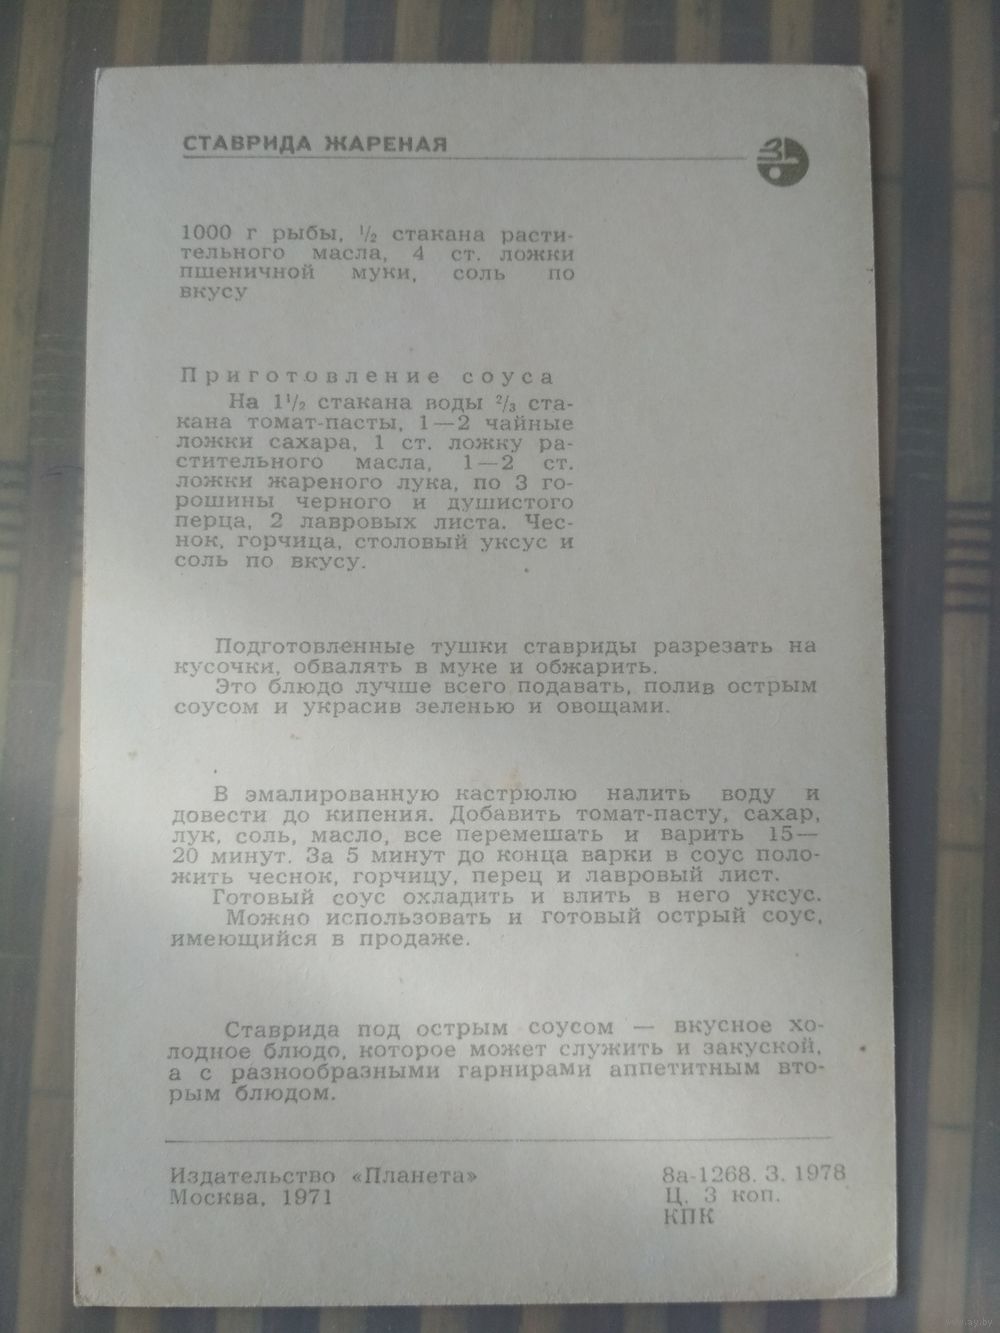 СТАВРИДА ЖАРЕНАЯ
1000 г рыбы, 1/2 стакана расти-
тельного масла, 4 ст. ложки
пшеничной муки, соль по
вкусу
Приготовление соуса
На 1 1/2 стакана воды 2/3 ста-
кана томат-пасты, 1—2 чайные
ложки сахара, 1 ст. ложку ра-
стительного масла, 1—2 ст.
ложки жареного лука, по 3 го-
рошины черного и душистого
перца, 2 лавровых листа. Чес-
нок, горчица, столовый уксус и
соль по вкусу.
Подготовленные тушки ставриды разрезать на
кусочки, обвалять в муке и обжарить.
Это блюдо лучше всего подавать, полив острым
соусом и украсив зеленью и овощами.
В эмалированную кастрюлю налить воду и
довести до кипения. Добавить томат-пасту, сахар,
лук, соль, масло, все перемешать и варить 15—
20 минут. За 5 минут до конца варки в соус поло-
жить чеснок, горчицу, перец и лавровый лист.
Готовый соус охладить и влить в него уксус.
Можно использовать и готовый острый соус,
имеющийся в продаже.
Ставрида под острым соусом — вкусное хо-
лодное блюдо, которое может служить и закуской,
а с разнообразными гарнирами аппетитным вто-
рым блюдом.
Издательство «Планета»
Москва, 1971
8а-1268. З. 1978
Ц. 3 коп.
КПК
www.ay.by